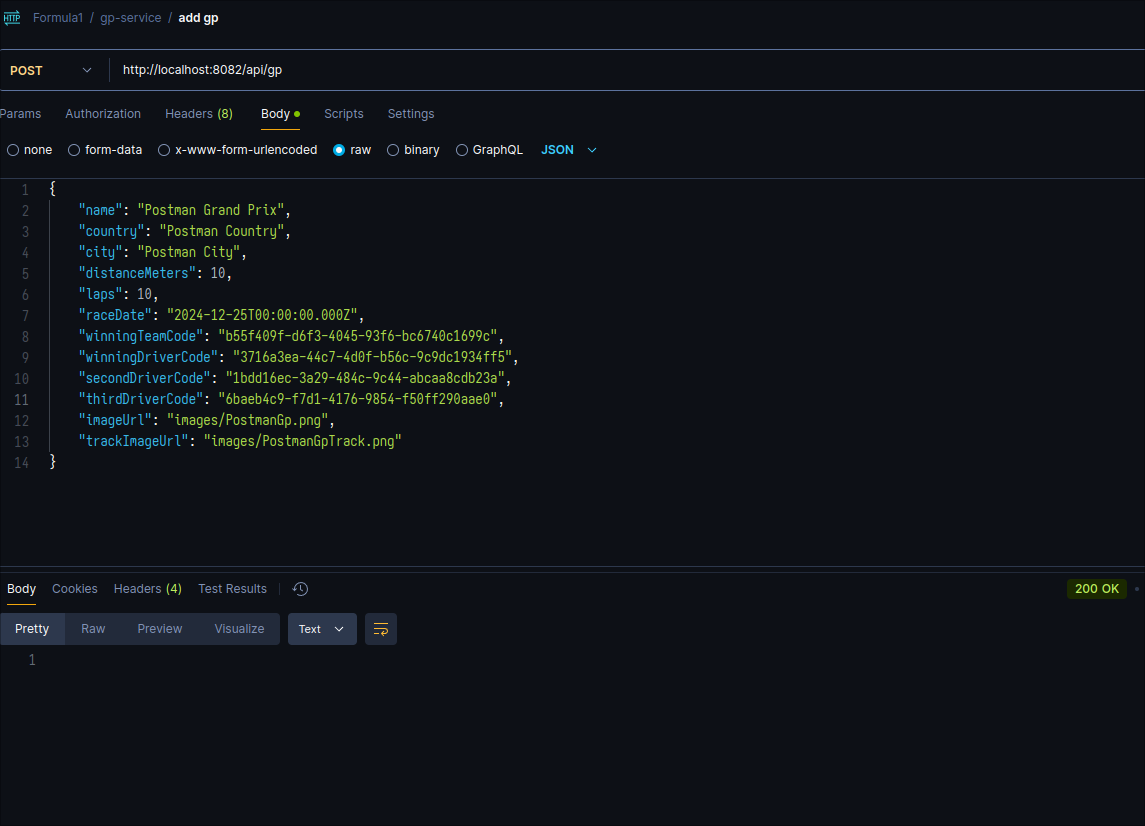 HTTP Formula1 / gp-service / add gp
POST http://localhost:8082/api/gp
Params Authorization Headers (8) Body Scripts Settings
none form-data x-www-form-urlencoded raw binary GraphQL JSON
1 {
2 "name": "Postman Grand Prix",
3 "country": "Postman Country",
4 "city": "Postman City",
5 "distanceMeters": 10,
6 "laps": 10,
7 "raceDate": "2024-12-25T00:00:00.000Z",
8 "winningTeamCode": "b55f409f-d6f3-4045-93f6-bc6740c1699c",
9 "winningDriverCode": "3716a3ea-44c7-4d0f-b56c-9c9dc1934ff5",
10 "secondDriverCode": "1bdd16ec-3a29-484c-9c44-abcaa8cdb23a",
11 "thirdDriverCode": "6baeb4c9-f7d1-4176-9854-f50ff290aae0",
12 "imageUrl": "images/PostmanGp.png",
13 "trackImageUrl": "images/PostmanGpTrack.png"
14 }
Body Cookies Headers (4) Test Results 200 OK
Pretty Raw Preview Visualize Text
1